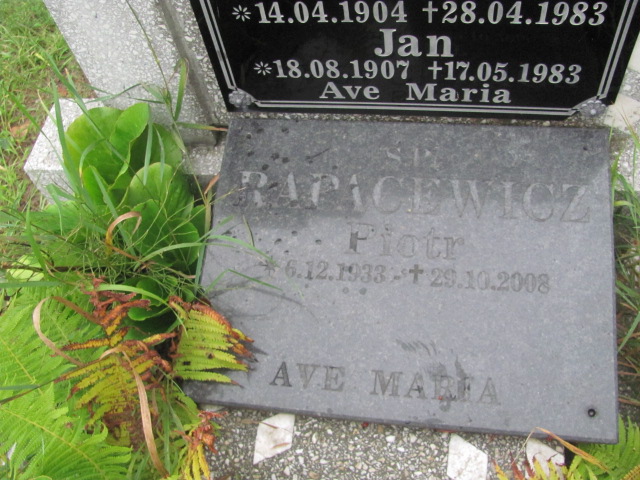 * 14.04.1904 +28.04.1983
Jan
* 18.08.1907 +17.05.1983
Ave Maria
Ś.P.
RAPACEWICZ
Piotr
* 6.12.1933 - + 29.10.2008
AVE MARIA